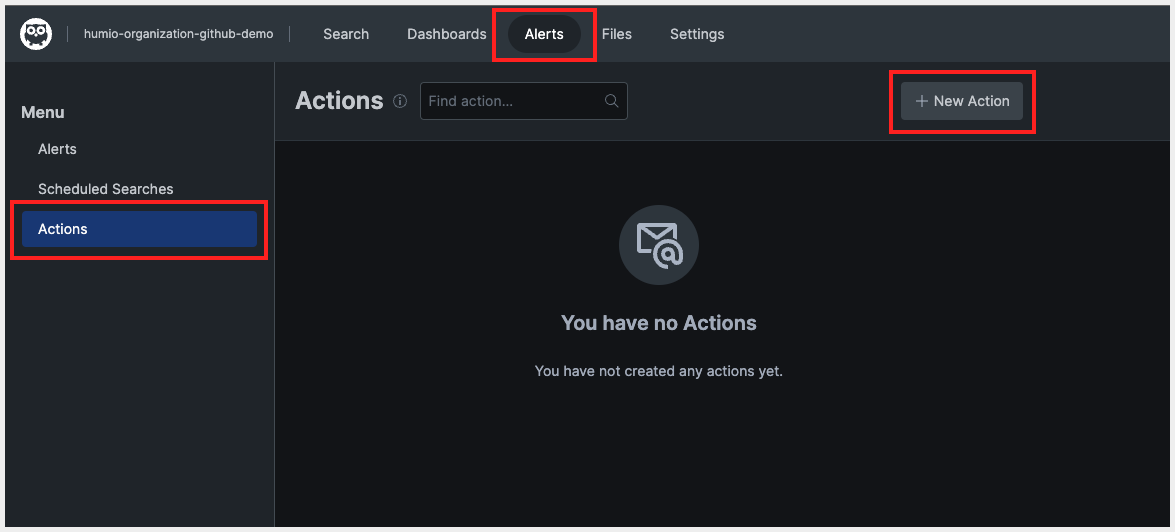 humio-organization-github-demo Search Dashboards Alerts Files Settings
Menu
Alerts
Scheduled Searches
Actions
Actions Find action... + New Action
You have no Actions
You have not created any actions yet.